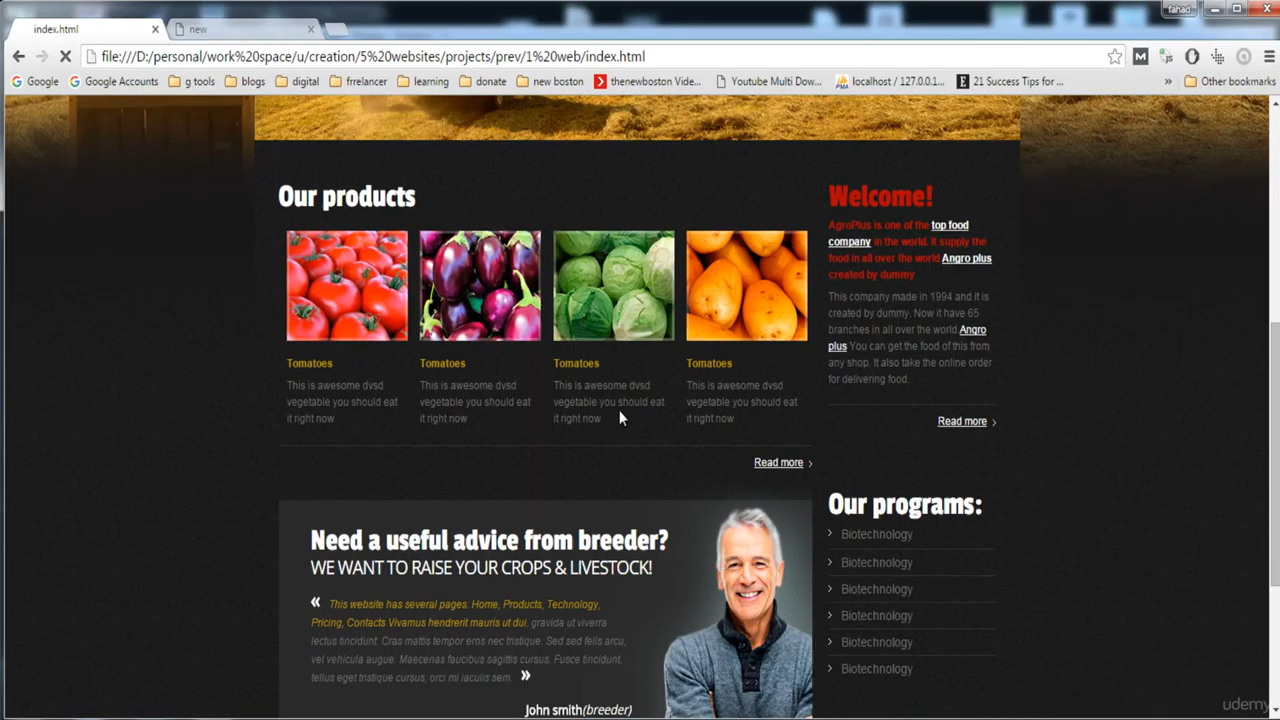 fahad
index.html
new
file:///D:/personal/work%20space/u/creation/5%20websites/projects/prev/1%20web/index.html
Google
Google Accounts
g tools
blogs
digital
frrelancer
learning
donate
new boston
thenewboston Vide...
Youtube Multi Dow...
localhost / 127.0.0.1...
21 Success Tips for ...
»
Other bookmarks
Our products
Tomatoes
This is awesome dvsd
vegetable you should eat
it right now
Tomatoes
This is awesome dvsd
vegetable you should eat
it right now
Tomatoes
This is awesome dvsd
vegetable you should eat
it right now
Tomatoes
This is awesome dvsd
vegetable you should eat
it right now
Read more
Welcome!
AgroPlus is one of the top food
company in the world. it supply the
food in all over the world Angro plus
created by dummy
This company made in 1994 and it is
created by dummy. Now it have 65
branches in all over the world Angro
plus You can get the food of this from
any shop. It also take the online order
for delivering food.
Read more
Need a useful advice from breeder?
WE WANT TO RAISE YOUR CROPS & LIVESTOCK!
« This website has several pages: Home, Products, Technology,
Pricing, Contacts Vivamus hendrerit mauris ut dui. gravida ut viverra
lectus tincidunt. Cras mattis tempor eros nec tristique. Sed sed felis arcu,
vel vehicula augue. Maecenas faucibus sagittis cursus. Fusce tincidunt,
tellus eget tristique cursus, orci mi iaculis sem. »
John smith(breeder)
Our programs:
Biotechnology
Biotechnology
Biotechnology
Biotechnology
Biotechnology
Biotechnology
udemy